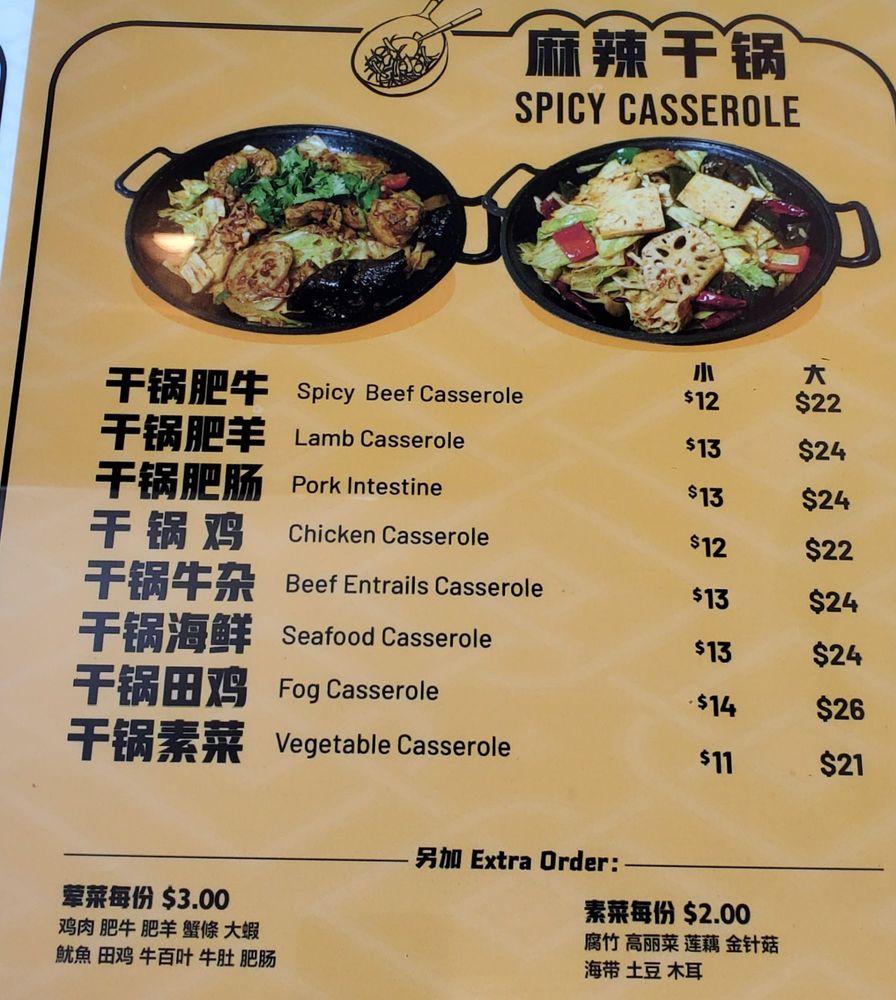 麻辣干锅
SPICY CASSEROLE
小 大
干锅肥牛 Spicy Beef Casserole $12 $22
干锅肥羊 Lamb Casserole $13 $24
干锅肥肠 Pork Intestine $13 $24
干锅鸡 Chicken Casserole $12 $22
干锅牛杂 Beef Entrails Casserole $13 $24
干锅海鲜 Seafood Casserole $13 $24
干锅田鸡 Fog Casserole $14 $26
干锅素菜 Vegetable Casserole $11 $21
另加 Extra Order:
荤菜每份 $3.00
鸡肉 肥牛 肥羊 蟹條 大蝦
魷魚 田鸡 牛百叶 牛肚 肥肠
素菜每份 $2.00
腐竹 高丽菜 莲藕 金针菇
海带 土豆 木耳